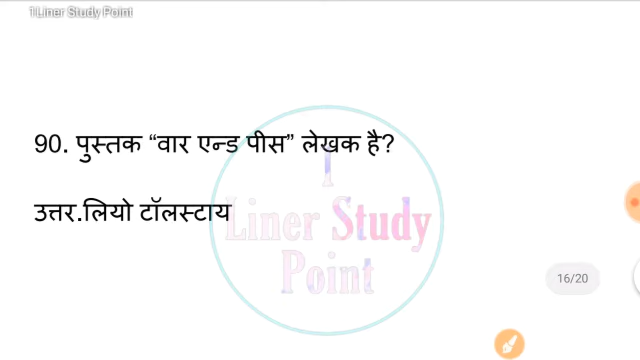 1Liner Study Point
90. पुस्तक “वार एन्ड पीस” लेखक है?
उत्तर.लियो टॉलस्टाय
1
Liner Study
Point
16/20